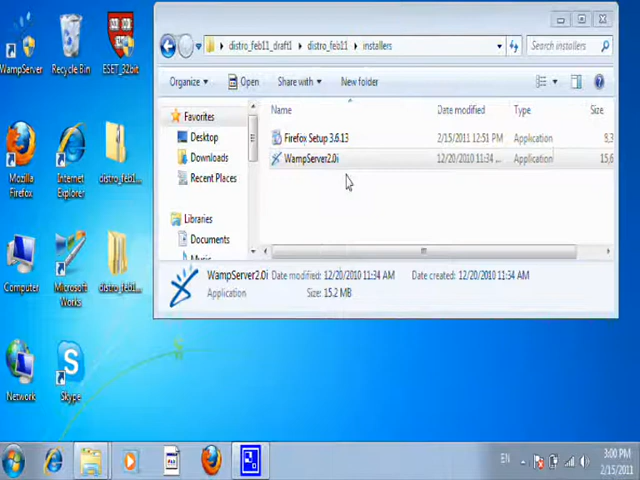 WampServer
Recycle Bin
ESET_32bit
Mozilla Firefox
Internet Explorer
distro_feb1...
Computer
Microsoft Works
distro_feb1...
Network
Skype
distro_feb11_draft1
distro_feb11
installers
Search installers
Organize
Open
Share with
New folder
Favorites
Desktop
Downloads
Recent Places
Libraries
Documents
Music
Name
Date modified
Type
Size
Firefox Setup 3.6.13
2/15/2011 12:51 PM
Application
9,3
WampServer2.0i
12/20/2010 11:34 ...
Application
15,6
WampServer2.0i
Date modified: 12/20/2010 11:34 AM
Date created: 12/20/2010 11:34 AM
Application
Size: 15.2 MB
EN
3:00 PM
2/15/2011